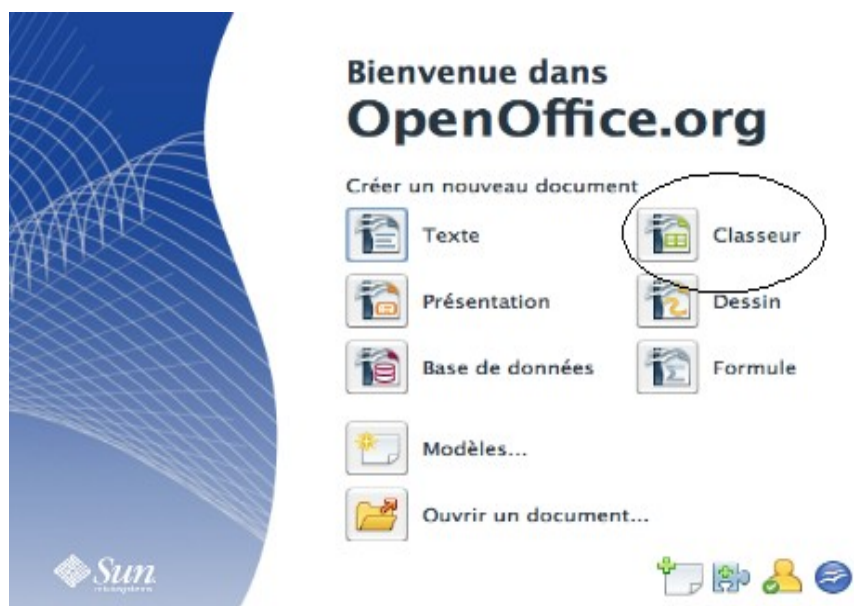 Bienvenue dans
OpenOffice.org
Créer un nouveau document
Texte
Classeur
Présentation
Dessin
Base de données
Formule
Modèles...
Ouvrir un document...
Sun
microsystems